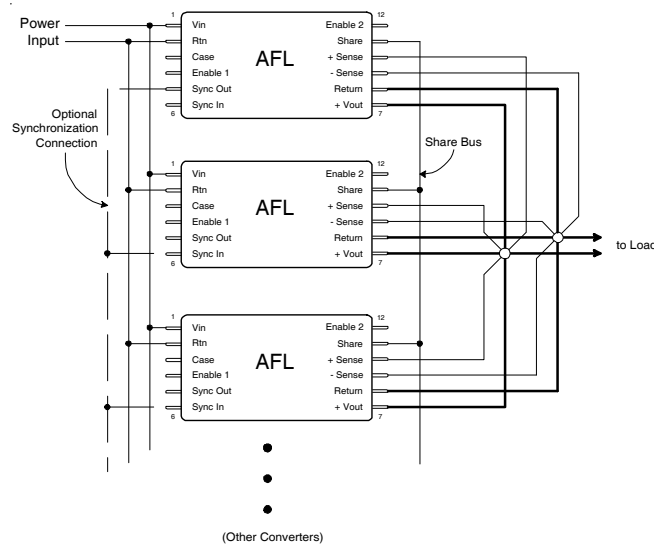 Power
Input
Optional
Synchronization
Connection
1
12
Vin
Enable 2
Rtn
Share
Case
AFL
+ Sense
Enable 1
- Sense
Sync Out
Return
Sync In
+ Vout
6
7
Share Bus
1
12
Vin
Enable 2
Rtn
Share
Case
AFL
+ Sense
Enable 1
- Sense
Sync Out
Return
Sync In
+ Vout
6
7
to Load
1
12
Vin
Enable 2
Rtn
Share
Case
AFL
+ Sense
Enable 1
- Sense
Sync Out
Return
Sync In
+ Vout
6
7
(Other Converters)